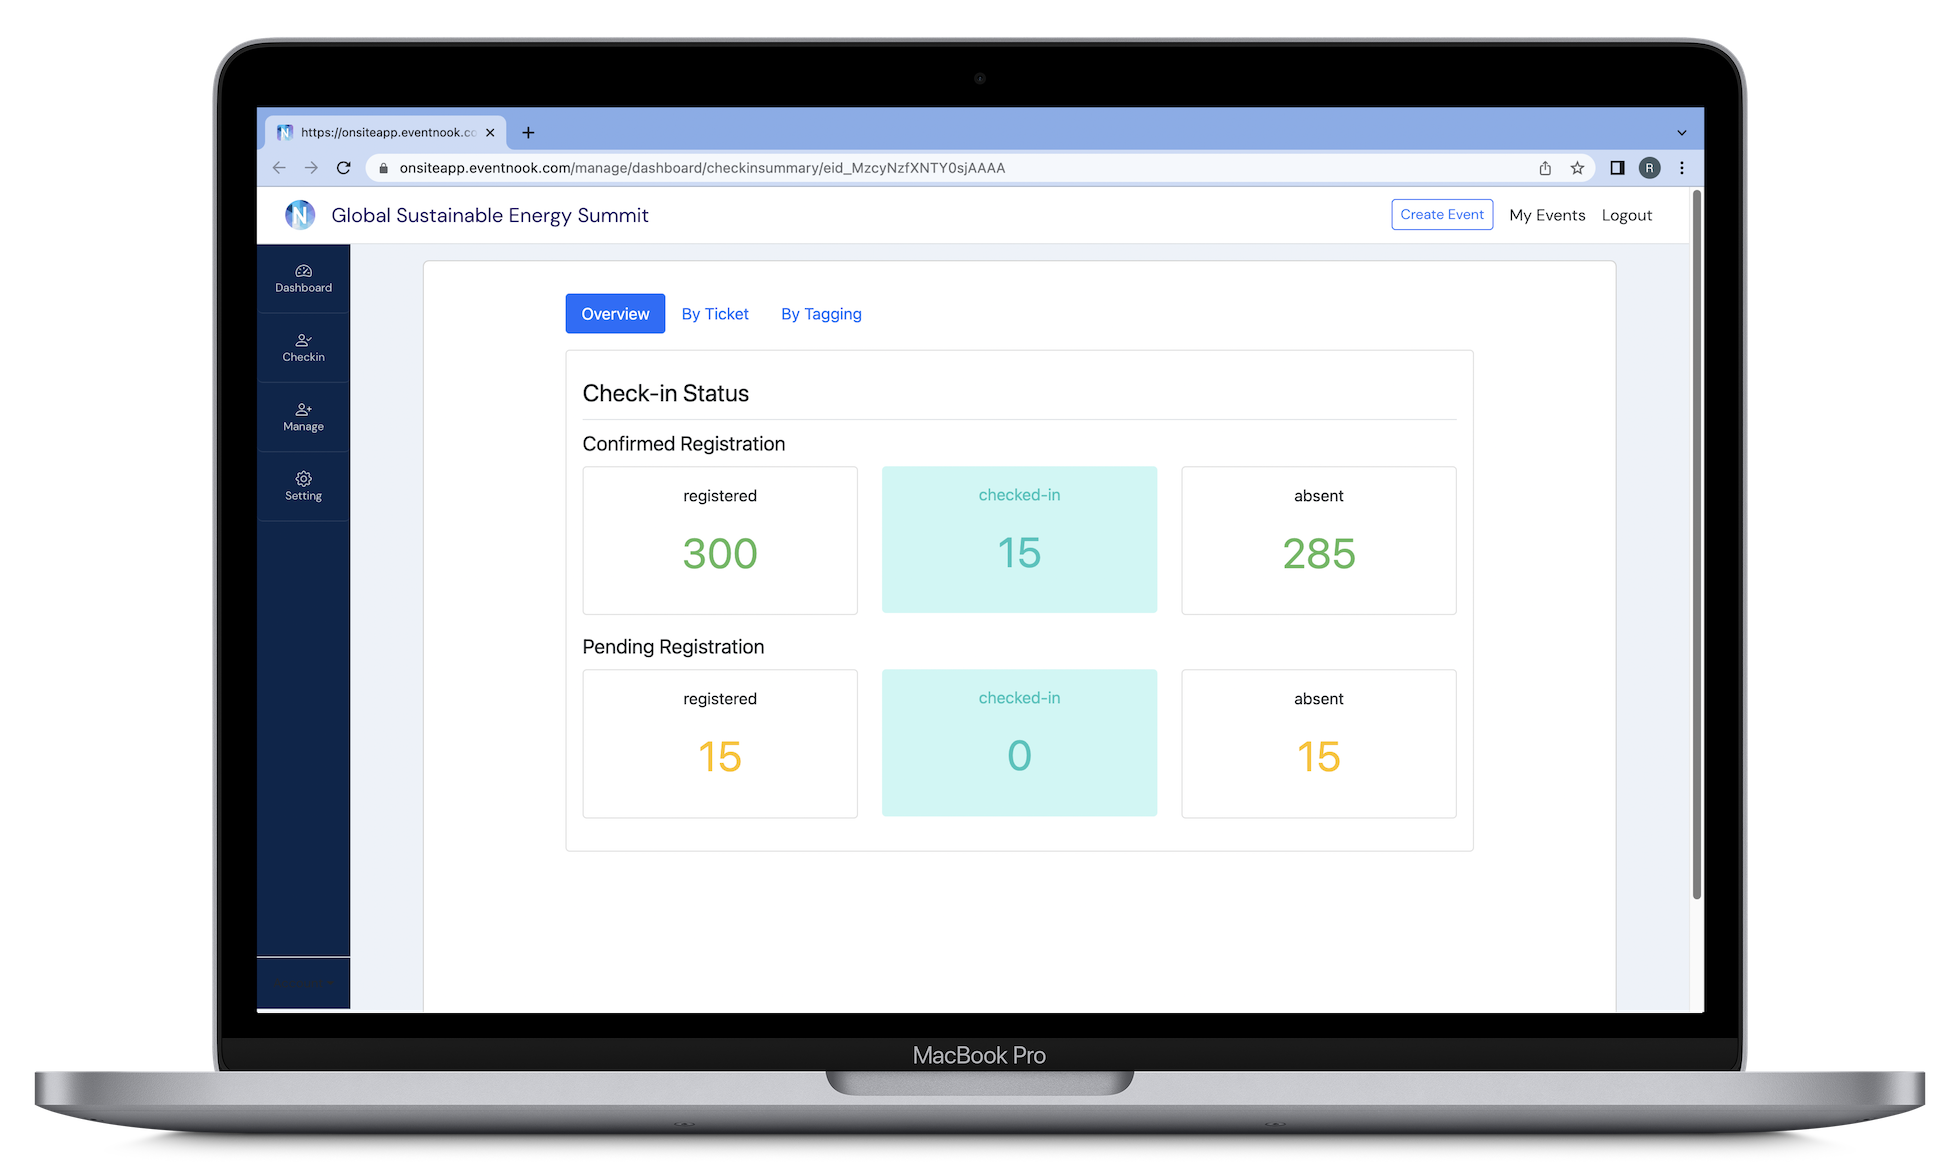 https://onsiteapp.eventnook.co
onsiteapp.eventnook.com/manage/dashboard/checkinsummary/eid_MzcyNzfXNTY0sjAAAA
R
N Global Sustainable Energy Summit
Create Event My Events Logout
Dashboard
Checkin
Manage
Setting
Overview By Ticket By Tagging
Check-in Status
Confirmed Registration
registered checked-in absent
300 15 285
Pending Registration
registered checked-in absent
15 0 15
MacBook Pro